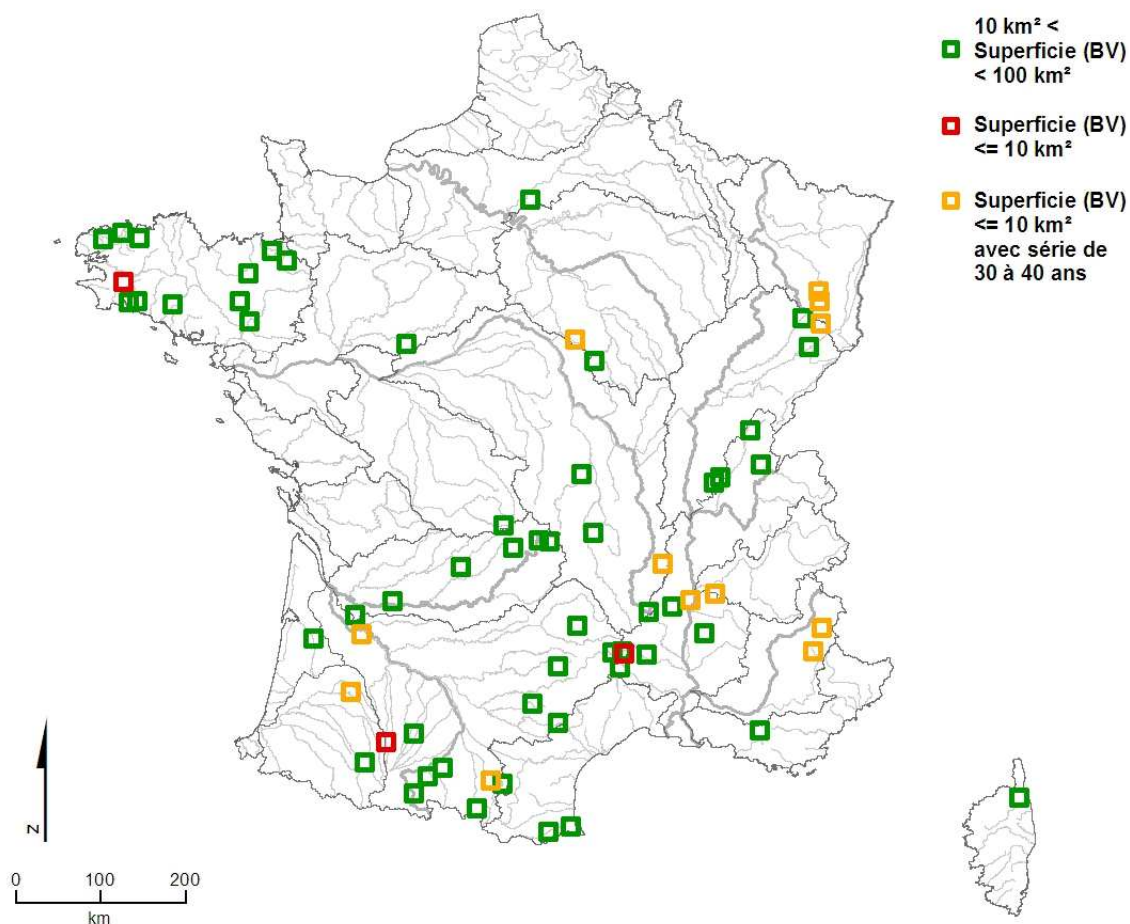 10 km² <
Superficie (BV)
< 100 km²
Superficie (BV)
<= 10 km²
Superficie (BV)
<= 10 km²
avec série de
30 à 40 ans
N
0 100 200
km